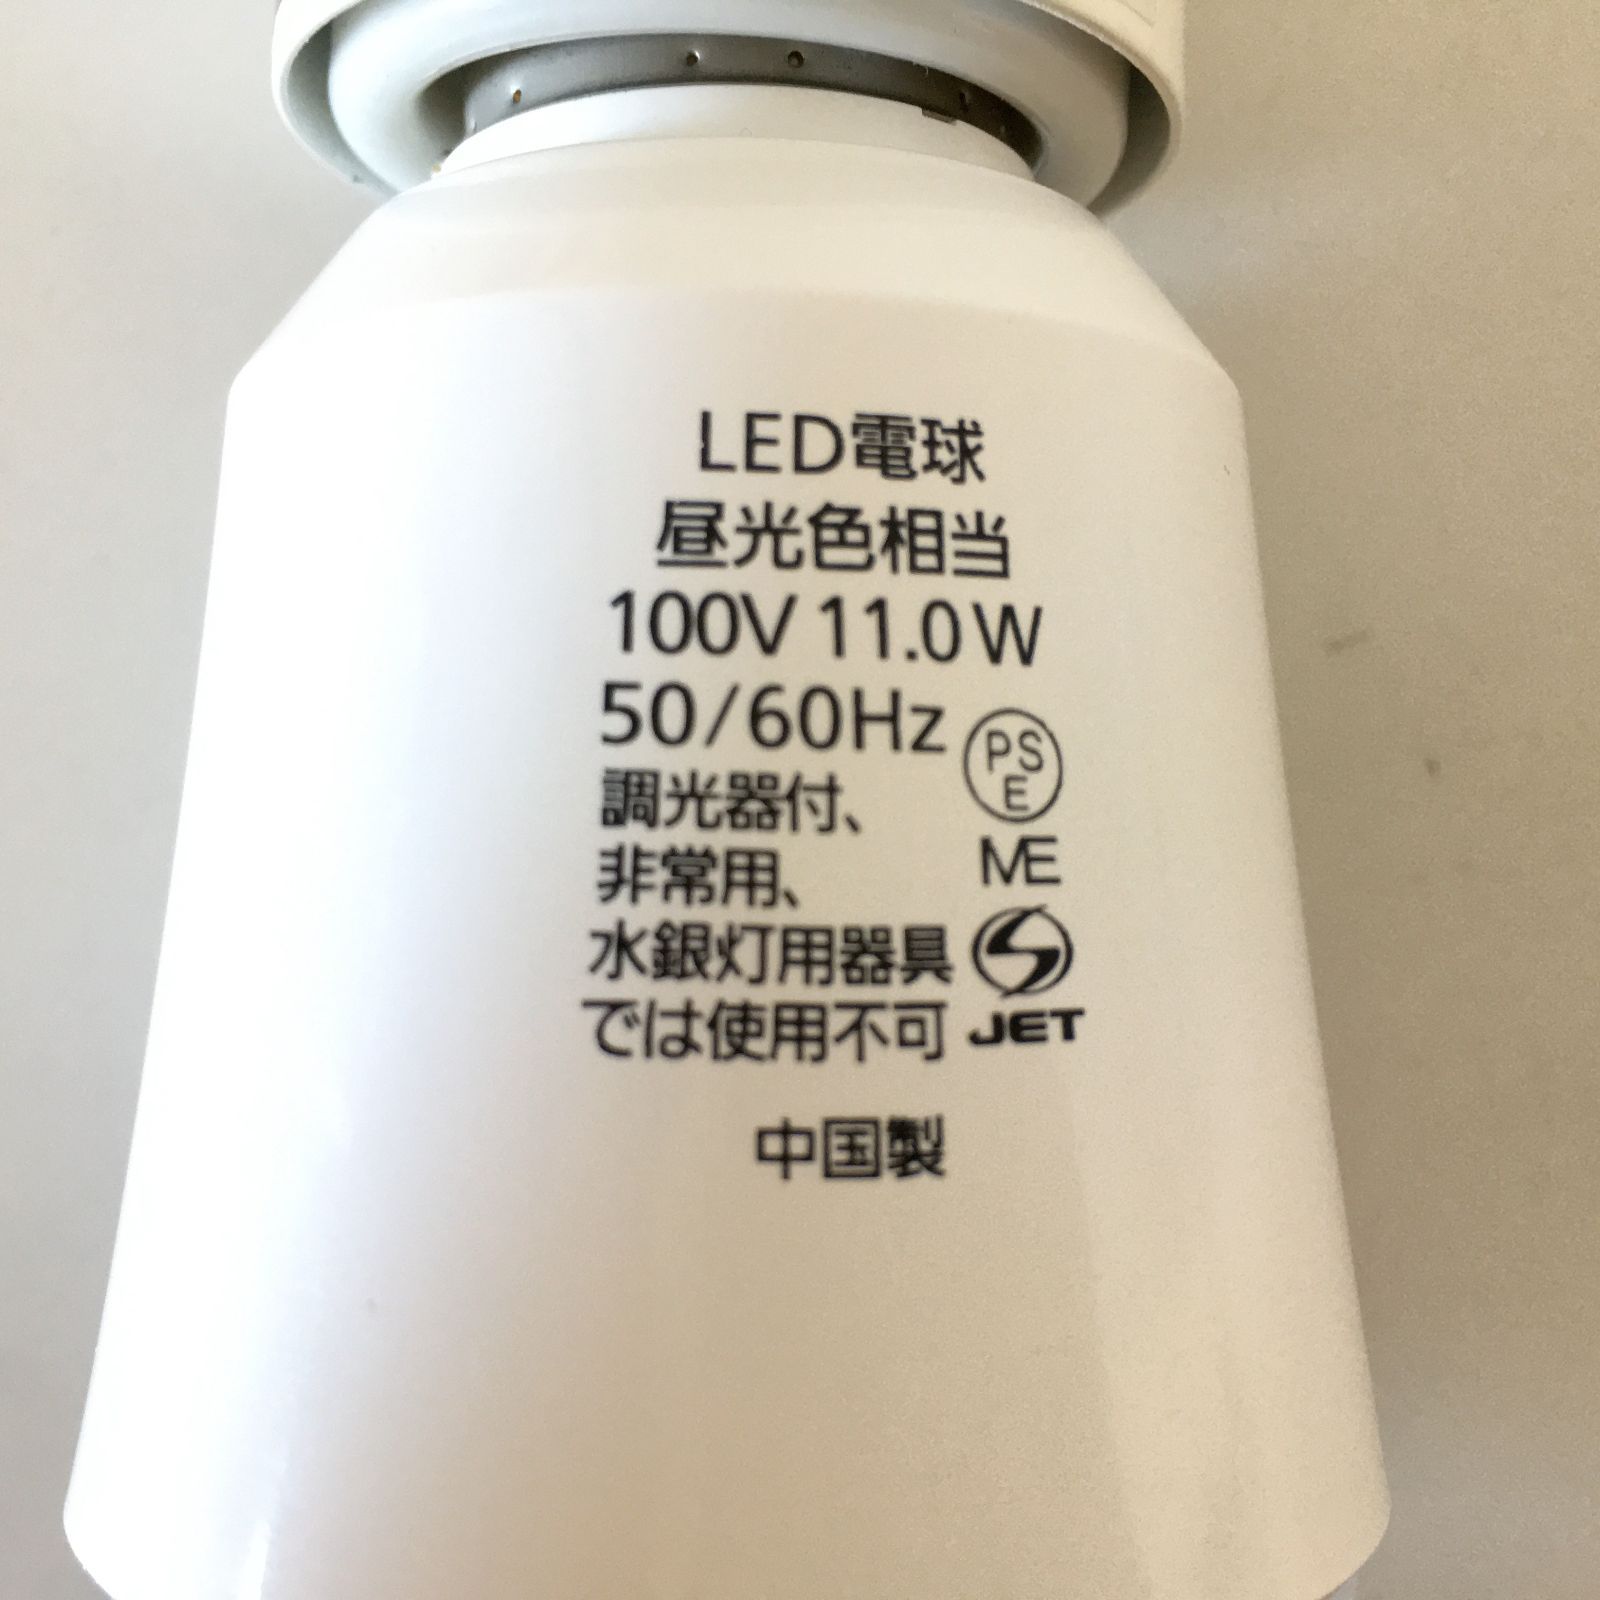 LED電球
昼光色相当
100V 11.0W
50/60Hz
PS
E
調光器付、
ME
非常用、
水銀灯用器具
では使用不可
JET
中国製